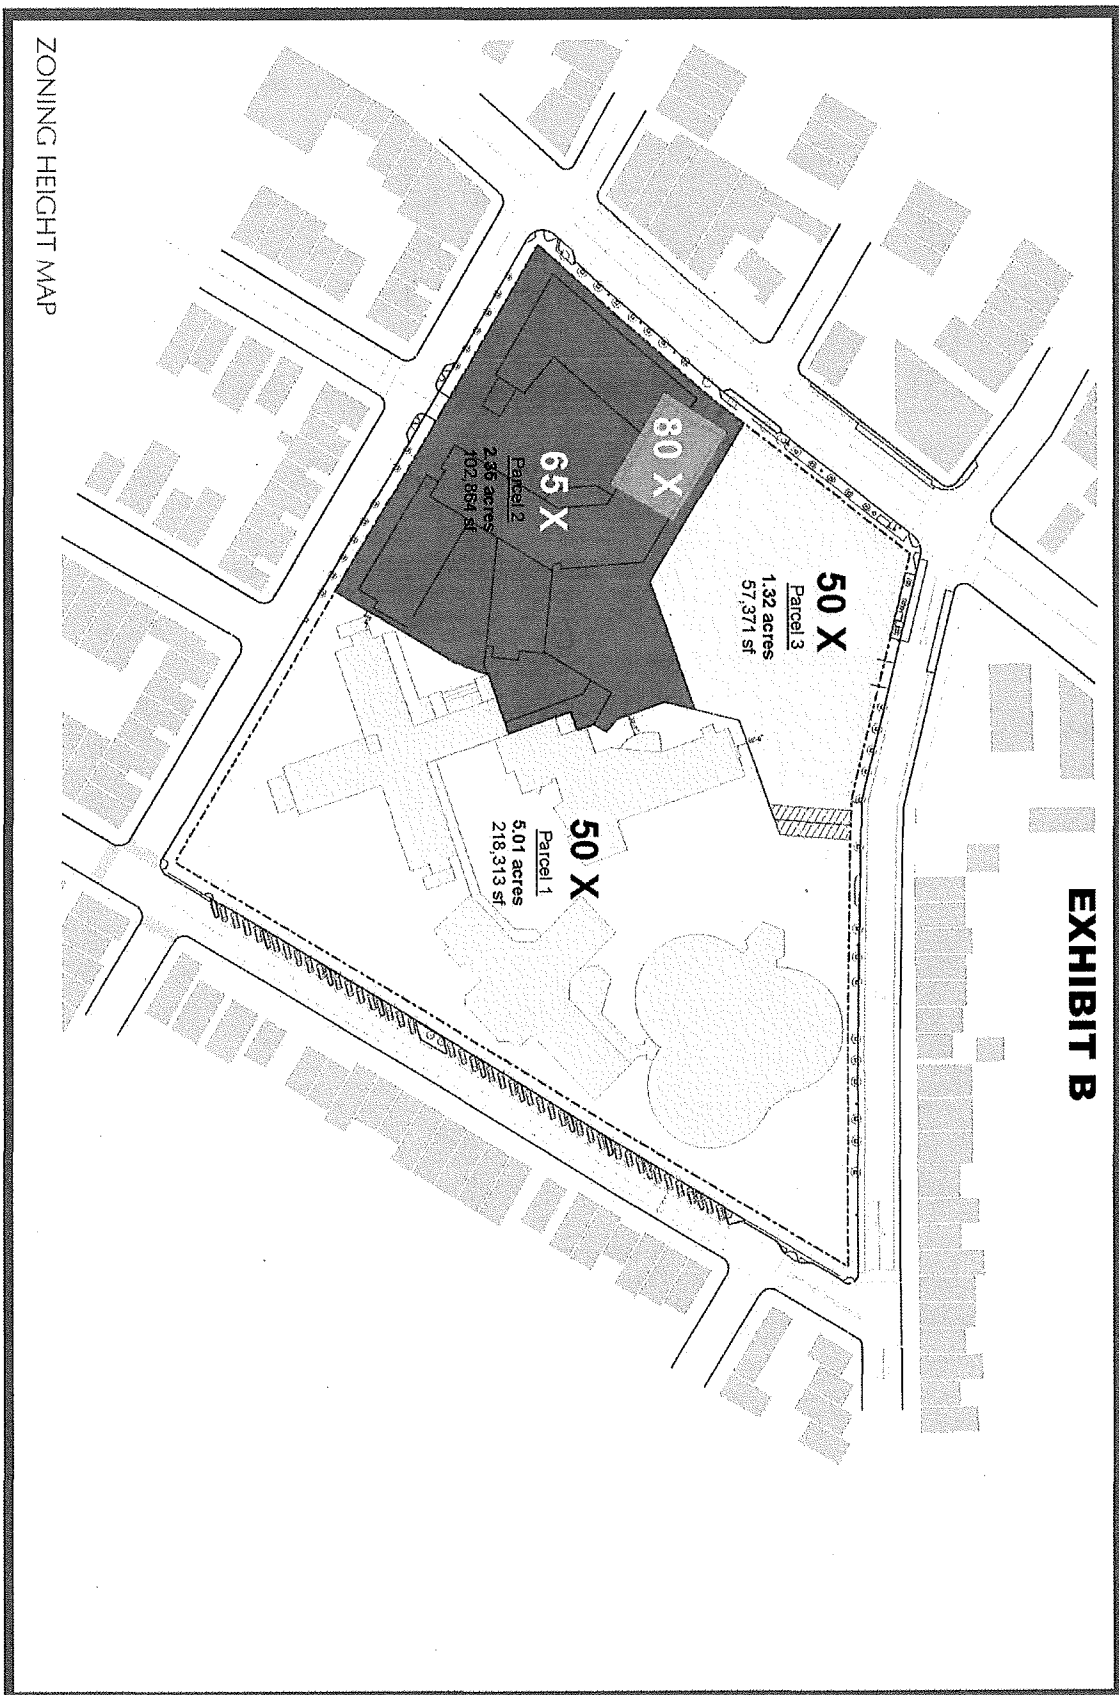 EXHIBIT B
50 X
Parcel 3
1.32 acres
57,371 sf
80 X
65 X
Parcel 2
2.36 acres
102,864 sf
50 X
Parcel 1
5.01 acres
218,313 sf
ZONING HEIGHT MAP